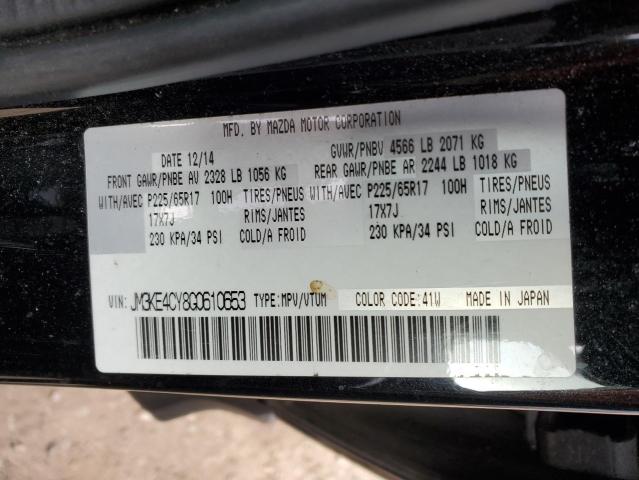 MFD. BY MAZDA MOTOR CORPORATION
DATE 12/14 GVWR/PNBV 4566 LB 2071 KG
FRONT GAWR/PNBE AV 2328 LB 1056 KG REAR GAWR/PNBE AR 2244 LB 1018 KG
WITH/AVEC P225/65R17 100H TIRES/PNEUS WITH/AVEC P225/65R17 100H TIRES/PNEUS
17X7J RIMS/JANTES 17X7J RIMS/JANTES
230 KPA/34 PSI COLD/A FROID 230 KPA/34 PSI COLD/A FROID
VIN: JM3KE4CY8G0610653 TYPE:MPV/VTUM COLOR CODE:41W MADE IN JAPAN